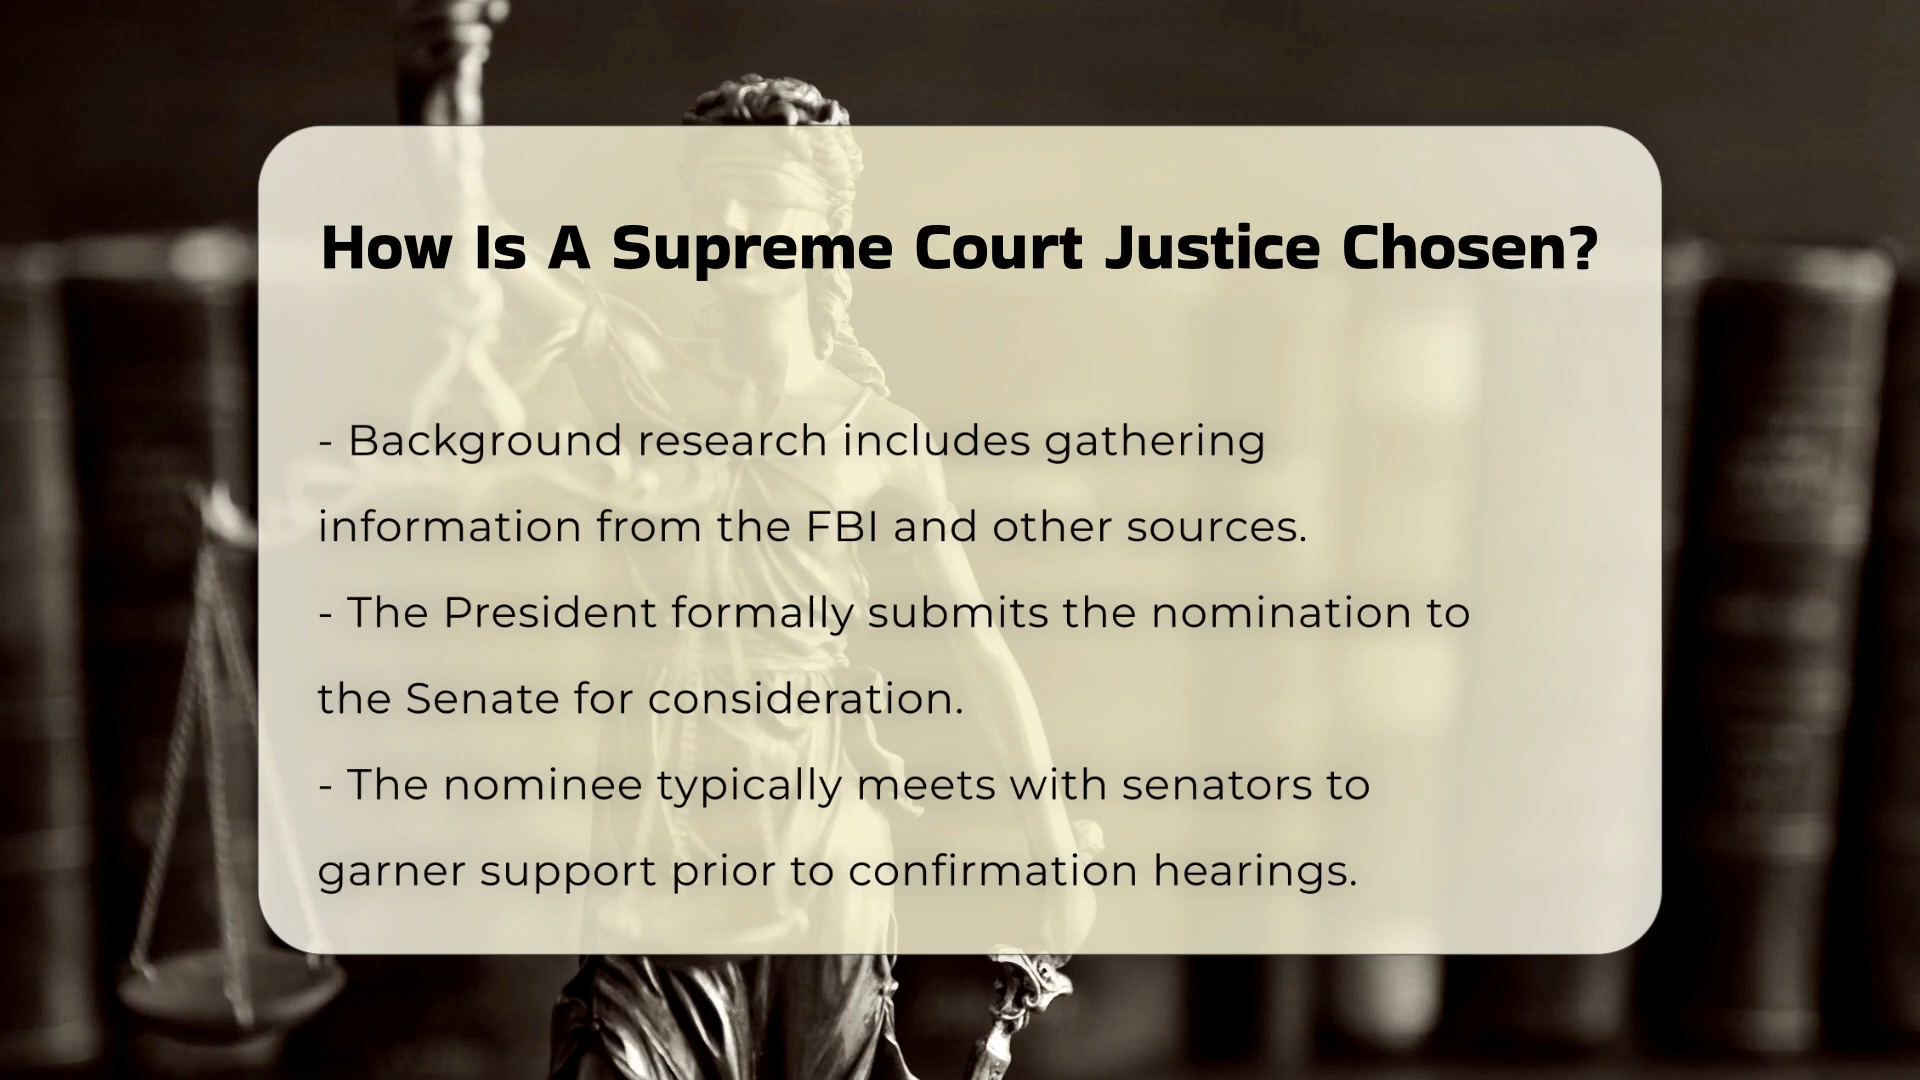 How Is A Supreme Court Justice Chosen?
- Background research includes gathering
information from the FBI and other sources.
- The President formally submits the nomination to
the Senate for consideration.
- The nominee typically meets with senators to
garner support prior to confirmation hearings.